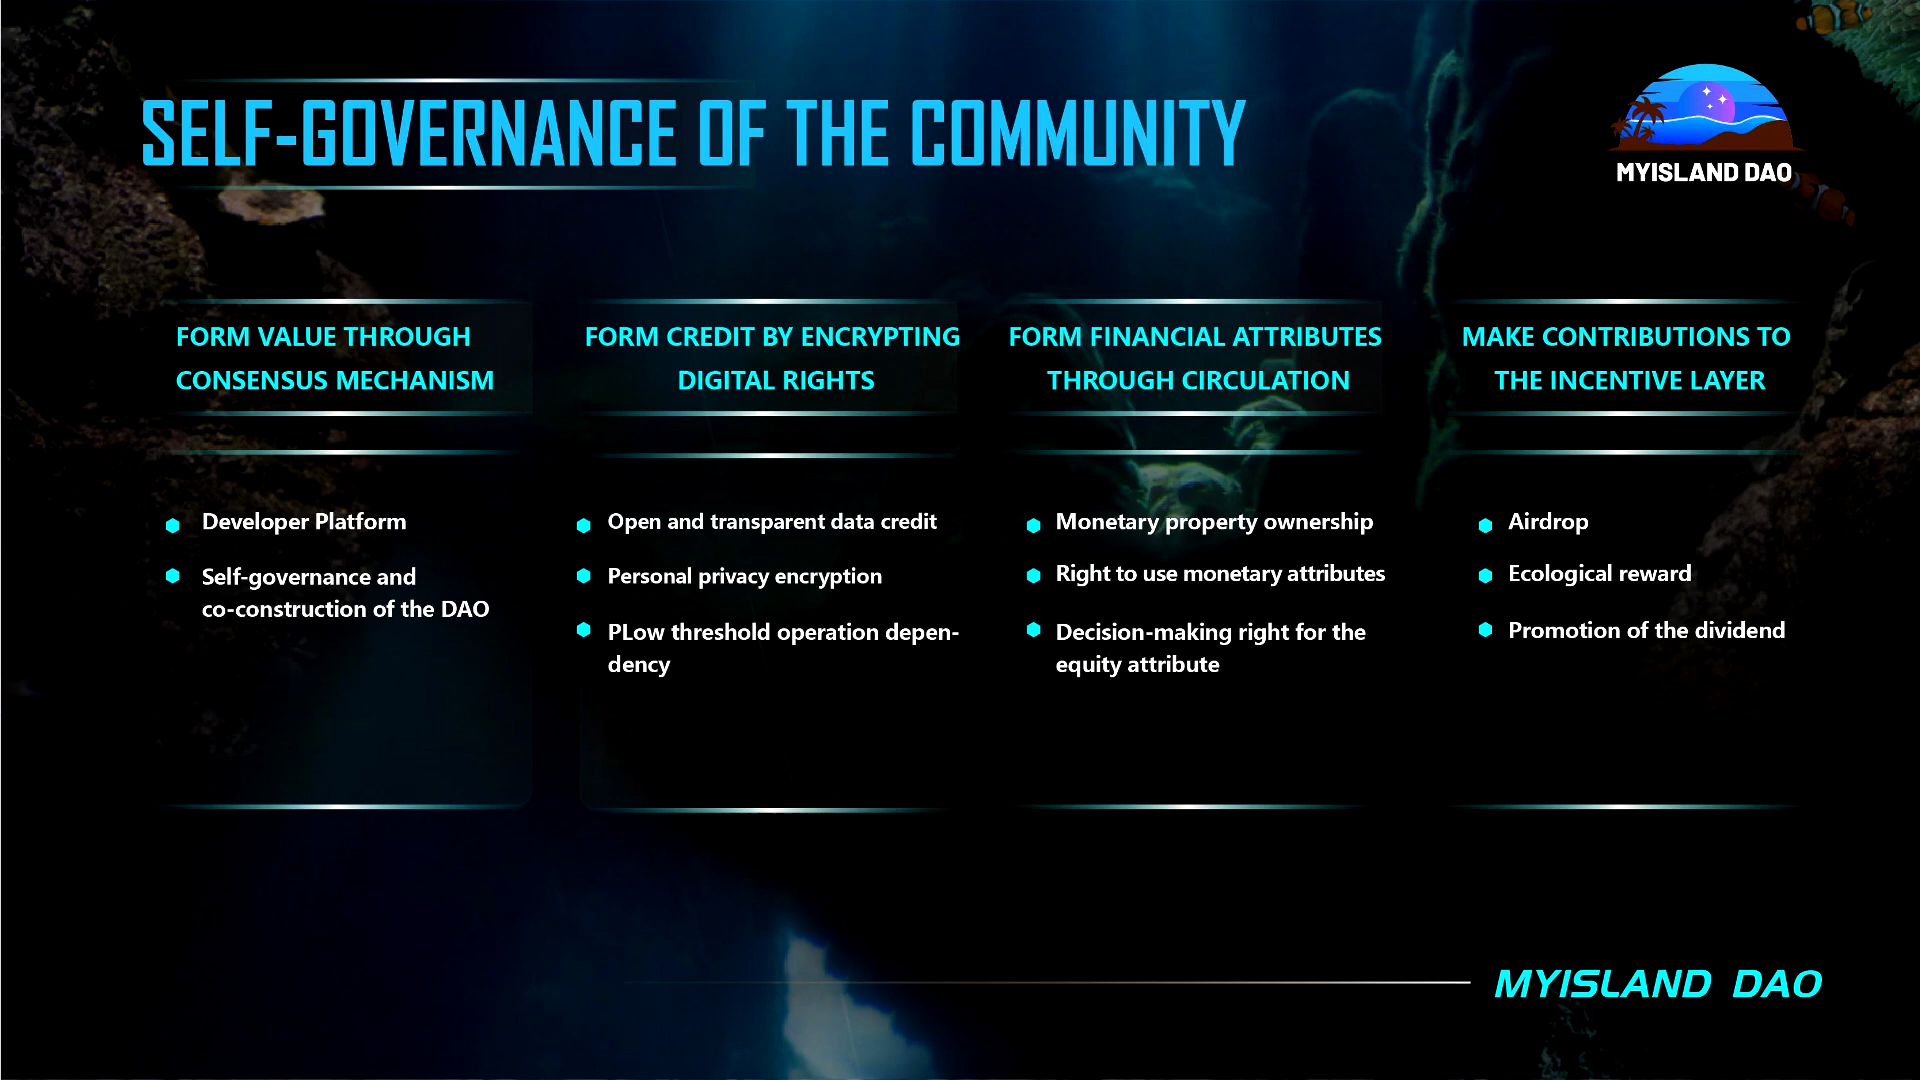 SELF-GOVERNANCE OF THE COMMUNITY
MYISLAND DAO
FORM VALUE THROUGH
CONSENSUS MECHANISM
Developer Platform
Self-governance and
co-construction of the DAO
FORM CREDIT BY ENCRYPTING
DIGITAL RIGHTS
Open and transparent data credit
Personal privacy encryption
PLow threshold operation depen-
dency
FORM FINANCIAL ATTRIBUTES
THROUGH CIRCULATION
Monetary property ownership
Right to use monetary attributes
Decision-making right for the
equity attribute
MAKE CONTRIBUTIONS TO
THE INCENTIVE LAYER
Airdrop
Ecological reward
Promotion of the dividend
MYISLAND DAO